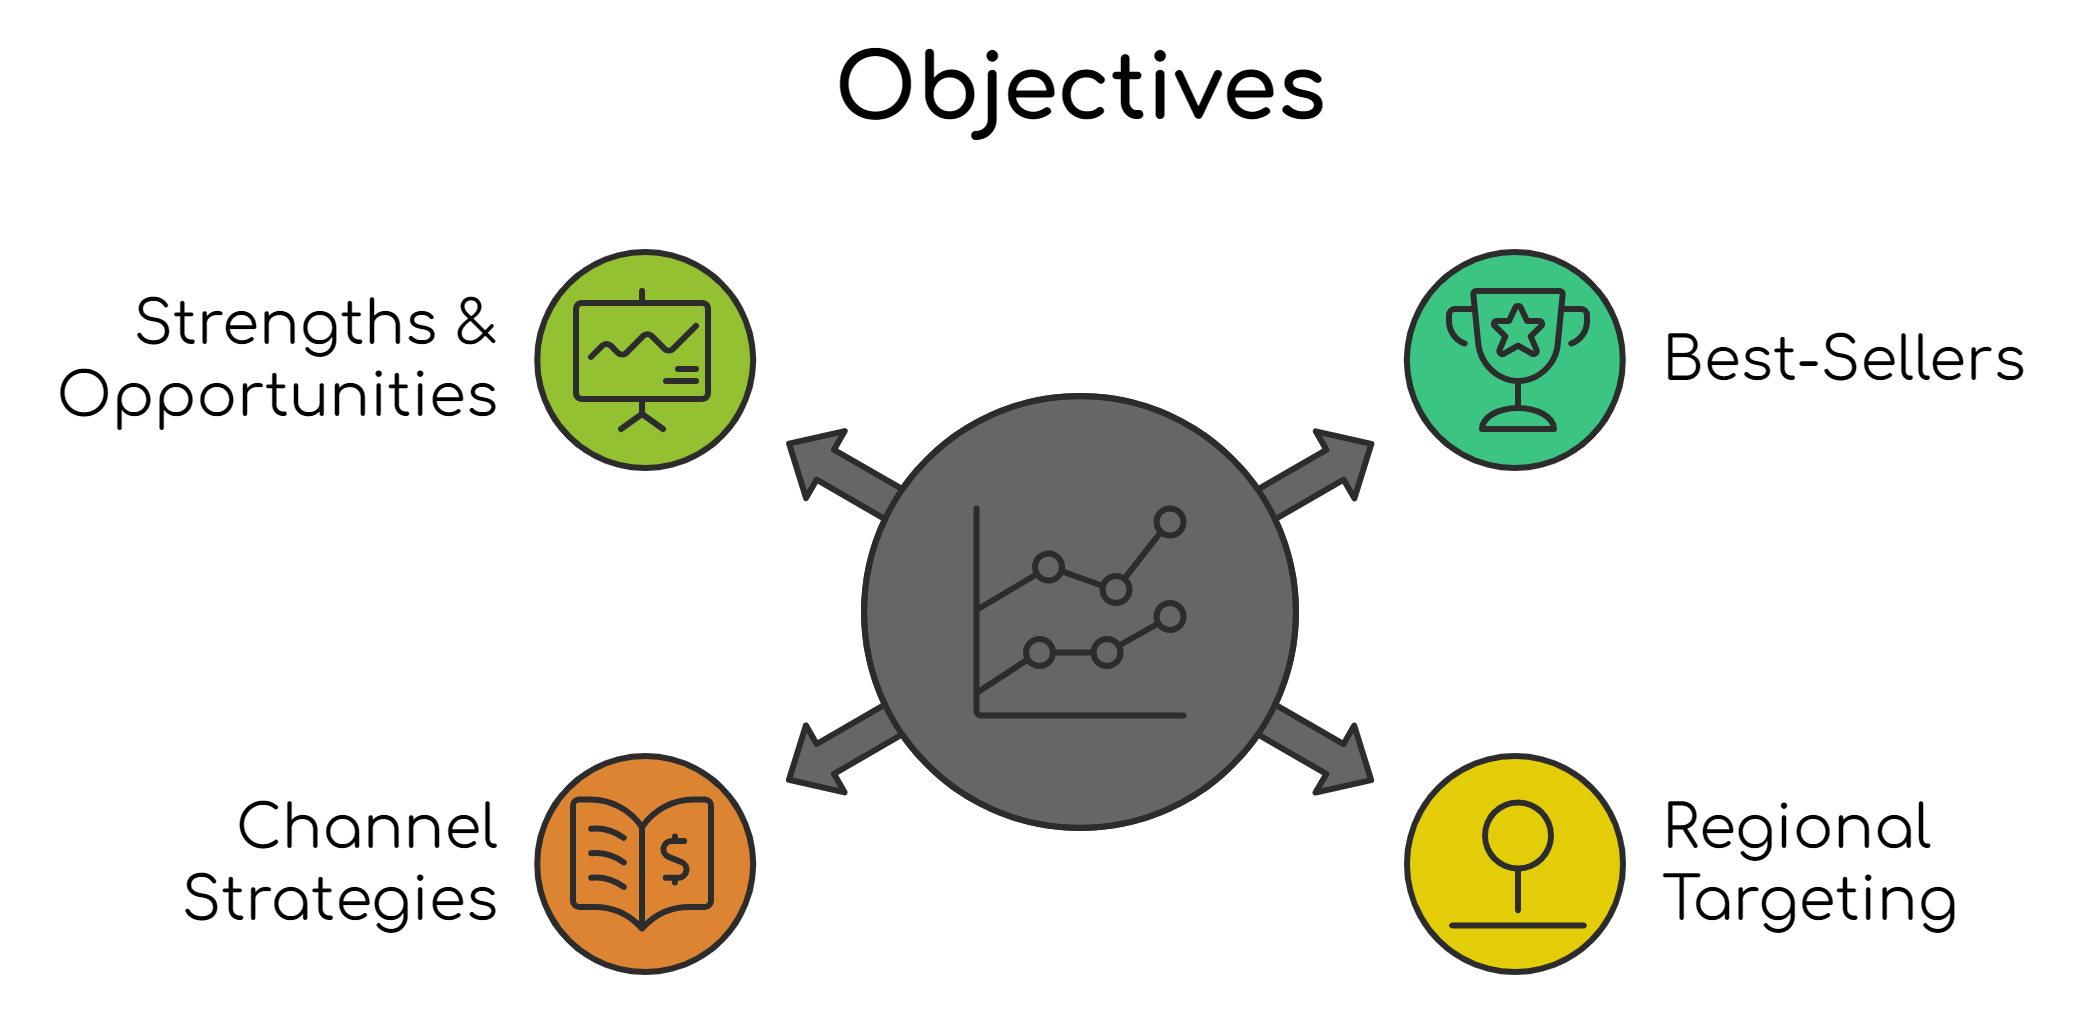 Objectives
Strengths &
Opportunities
Best-Sellers
Channel
Strategies
$
Regional
Targeting